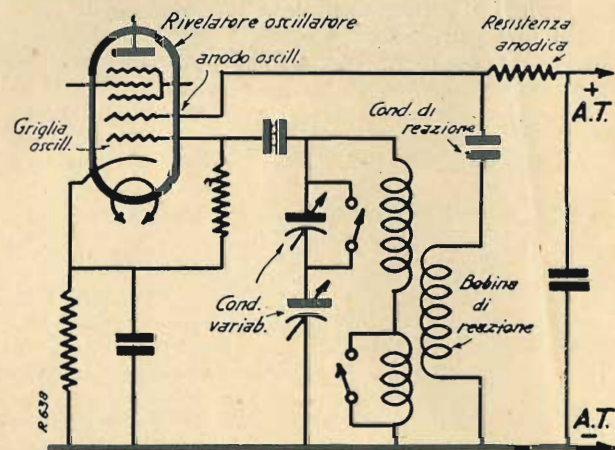 Rivelatore oscillatore
anodo oscill.
Griglia
oscill.
Resistenza
anodica
+
A.T.
Cond. di
reazione
Cond.
variab.
Bobina
di
reazione
A.T.
-
R 638